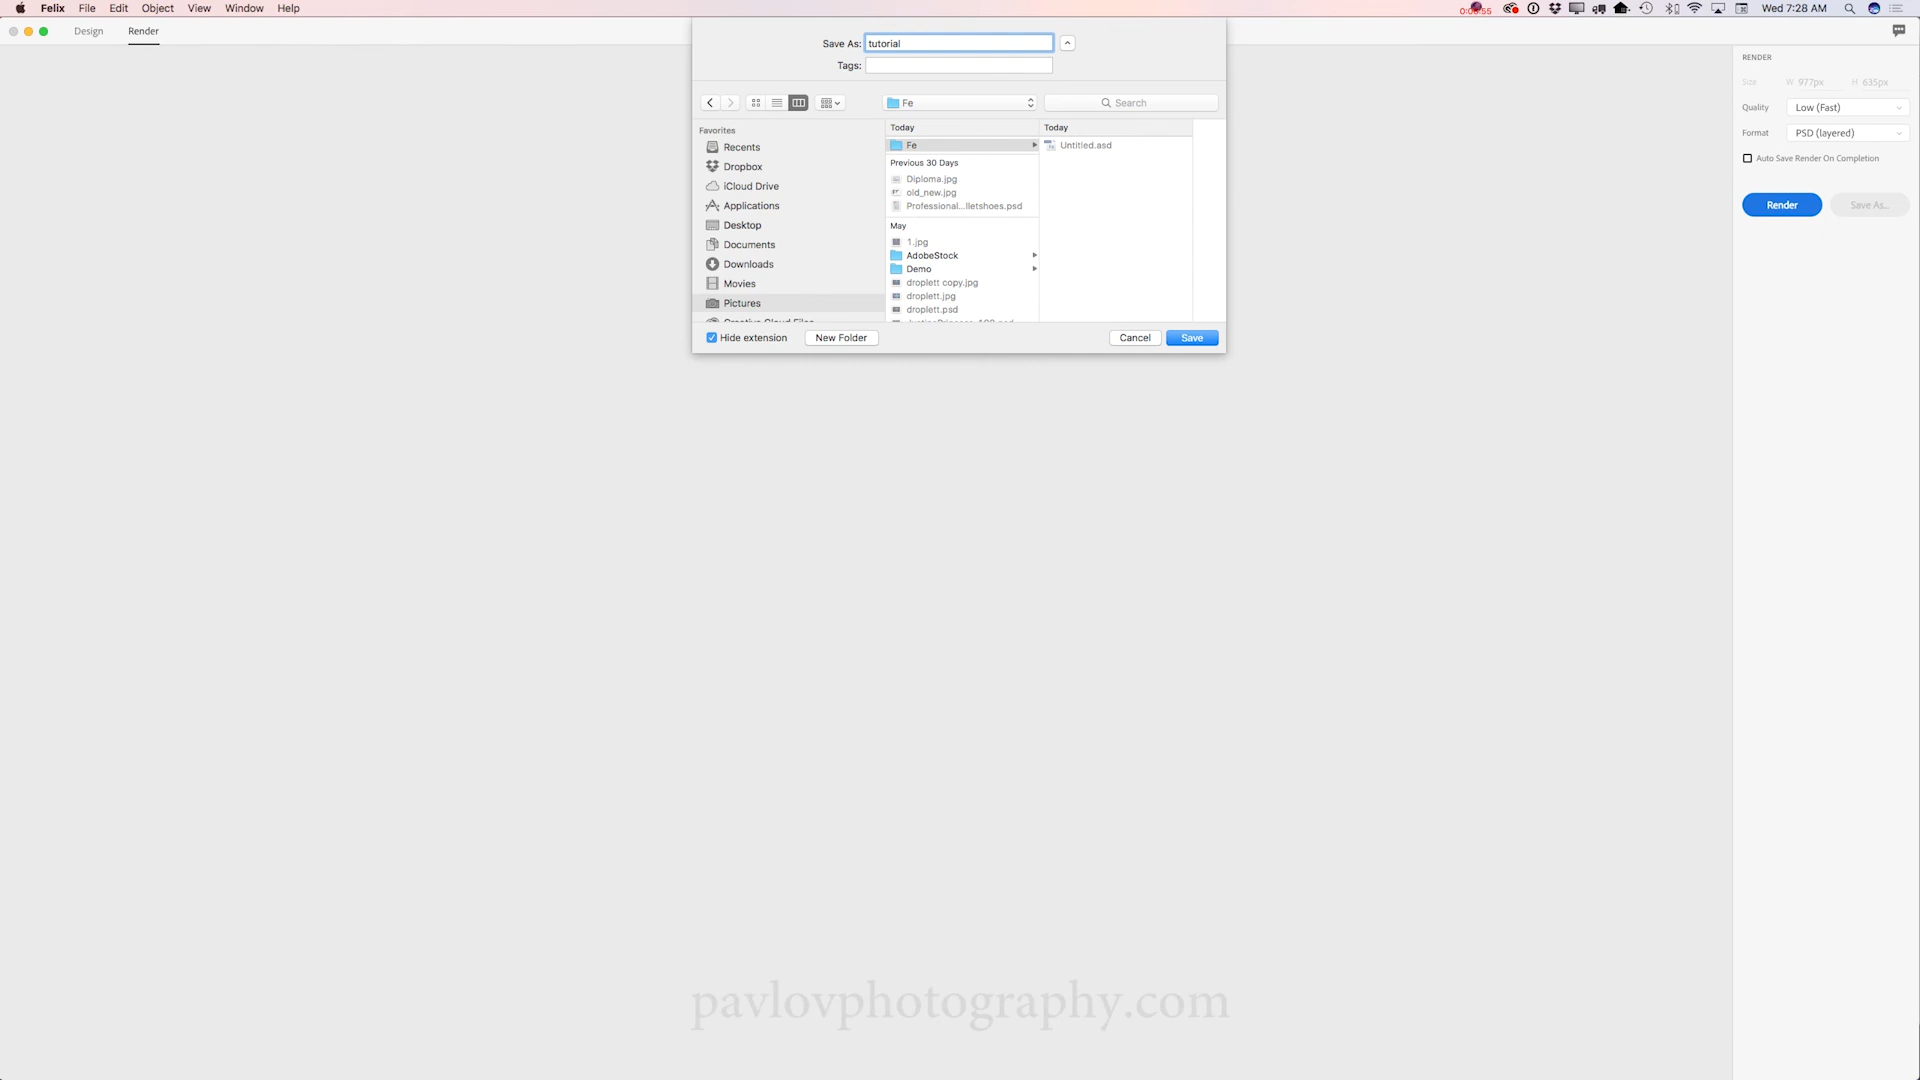 Felix File Edit Object View Window Help
Wed 7:28 AM
Design Render
Save As: tutorial
Tags:
Fe
Search
Favorites
Recents
Dropbox
iCloud Drive
Applications
Desktop
Documents
Downloads
Movies
Pictures
Today
Fe
Previous 30 Days
Diploma.jpg
old_new.jpg
Professional...lletshoes.psd
May
1.jpg
AdobeStock
Demo
droplett copy.jpg
droplett.jpg
droplett.psd
Today
Untitled.asd
Hide extension
New Folder
Cancel
Save
RENDER
Size W 977px H 635px
Quality Low (Fast)
Format PSD (layered)
Auto Save Render On Completion
Render
Save As...
pavlovphotography.com